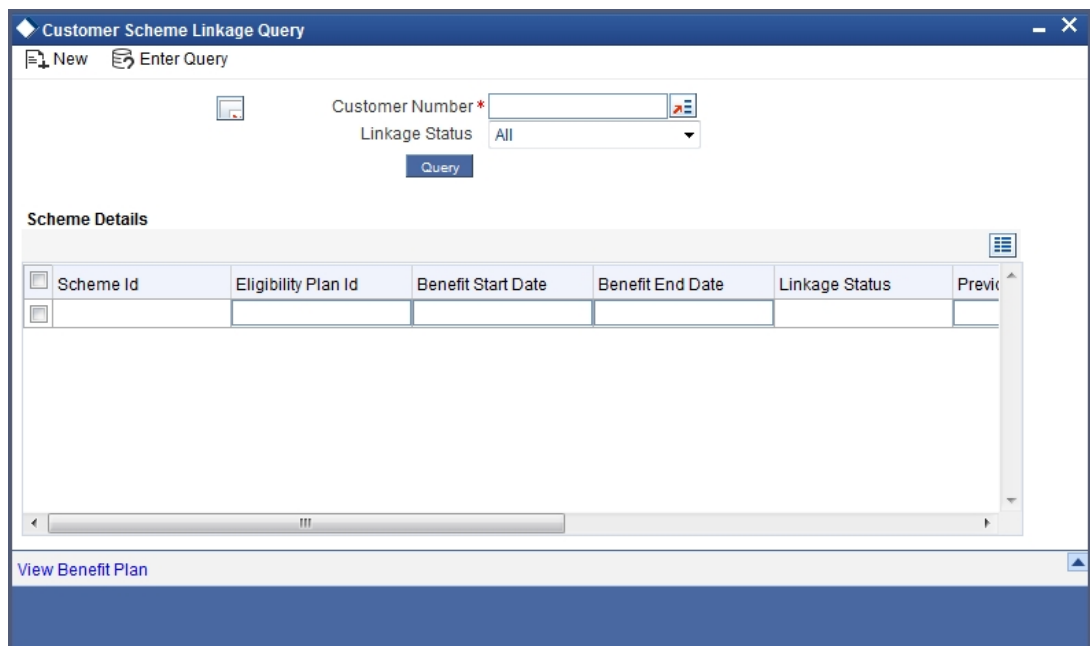 Customer Scheme Linkage Query
New Enter Query
Customer Number *
Linkage Status All
Query
Scheme Details
Scheme Id Eligibility Plan Id Benefit Start Date Benefit End Date Linkage Status Previc
View Benefit Plan